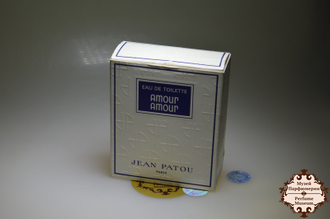 EAU DE TOILETTE
AMOUR
AMOUR
JEAN PATOU
PARIS
Музей
Парфюмерии
Perfume
Museum